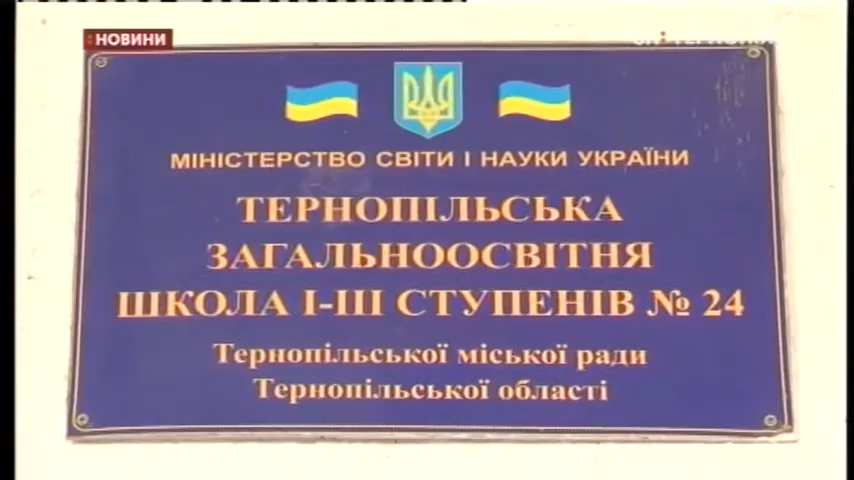 НОВИНИ
МІНІСТЕРСТВО СВІТИ І НАУКИ УКРАЇНИ
ТЕРНОПІЛЬСЬКА
ЗАГАЛЬНООСВІТНЯ
ШКОЛА І-ІІІ СТУПЕНІВ № 24
Тернопільської міської ради
Тернопільської області